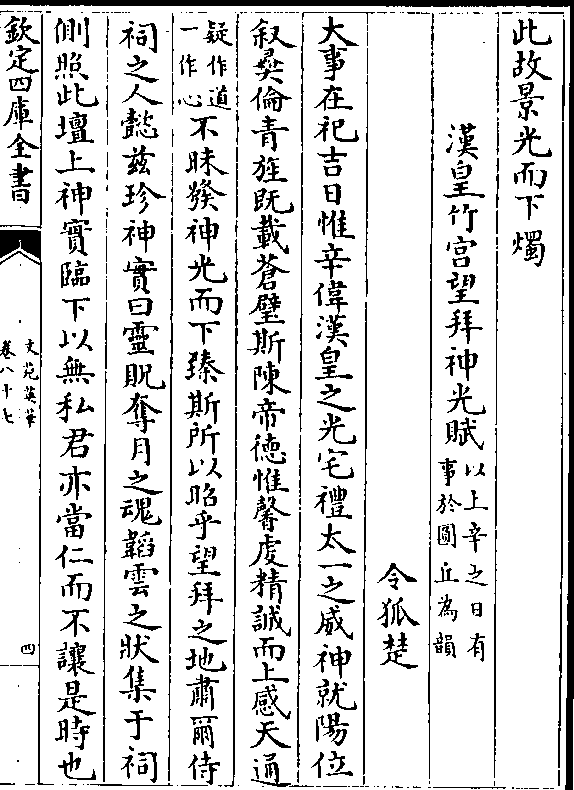 此故景光而下燭
漢皇竹宫望拜神光賦以上辛之日有事於圜丘為韻
令狐楚
大事在祀吉日惟辛偉漢皇之光宅禮太一之威神就陽位
叙彛倫青旌既載蒼璧斯陳帝德惟馨䖍精誠而上感天通
疑作道一作心不昧發神光而下臻斯所以昭乎望拜之地肅爾侍
祠之人懿兹珍神實曰靈貺奪月之魂韜雲之狀集于祠
側照此壇上神實臨下以無私君亦當仁而不讓是時也
欽定四庫全書
文苑英華
卷八十七
四